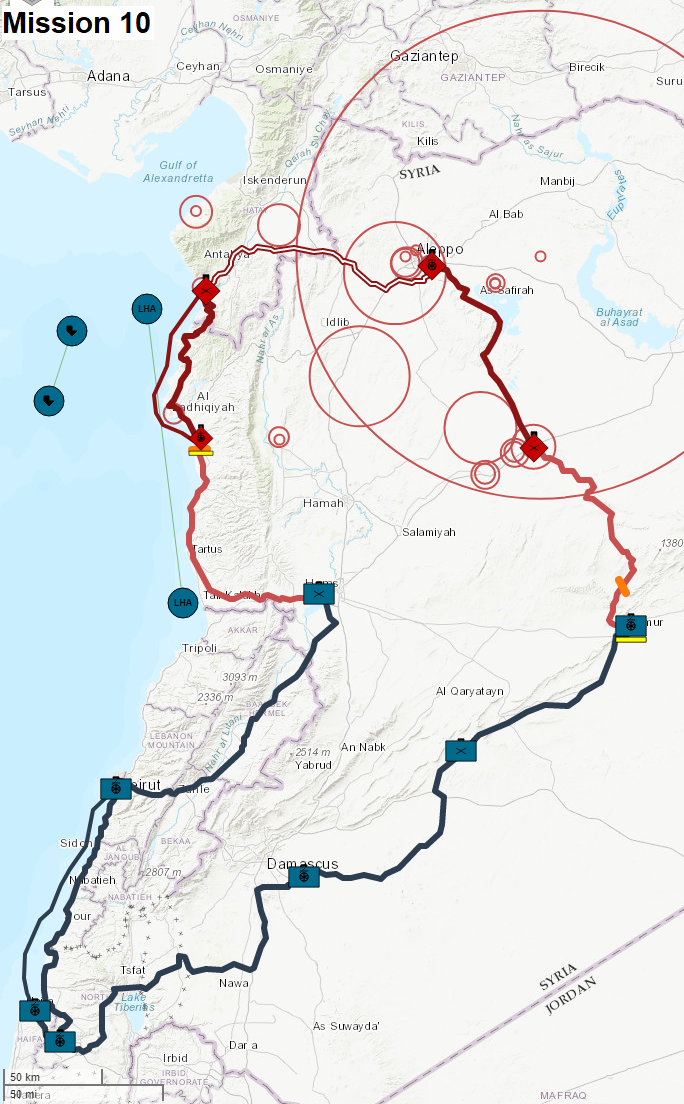 Mission 10
OSMANIYE
Ceyhan Nehri
Gaziantep
Adana
Ceyhan
Osmaniye
Birecik
GAZIANTEP
Tarsus
Suru
Seyhan Nehri
KILIS
Kilis
Nahr as Sajur
Qarah Su Chay
Gulf of
Alexandretta
Iskenderun
SYRIA
Manbij
Euphrates
HATAY
Al Bab
Antakya
Aleppo
As Safirah
LHA
Buhayrat
al Asad
Idlib
Nahr al As
Al
Ladhiqiyah
Hamah
Salamiyah
1380
Tartus
Homs
Tall Kalakh
LHA
AKKAR
Tripoli
3093 m
2336 m
Al Qaryatayn
BAALBEK
HERMEL
LEBANON
MOUNTAIN
Nahr al Litani
2514 m
An Nabk
Yabrud
Beirut
Zahle
Sidon
AL
JANOUB
BEKAA
2807 m
Damascus
Nabatieh
NABATIEH
Tsfat
Nawa
SYRIA
JORDAN
NORTH
Lake
Tiberias
As Suwayda'
HAIFA
Dar a
Irbid
IRBID
GOVERNORATE
50 km
50 mi
Hadera
MAFRAQ